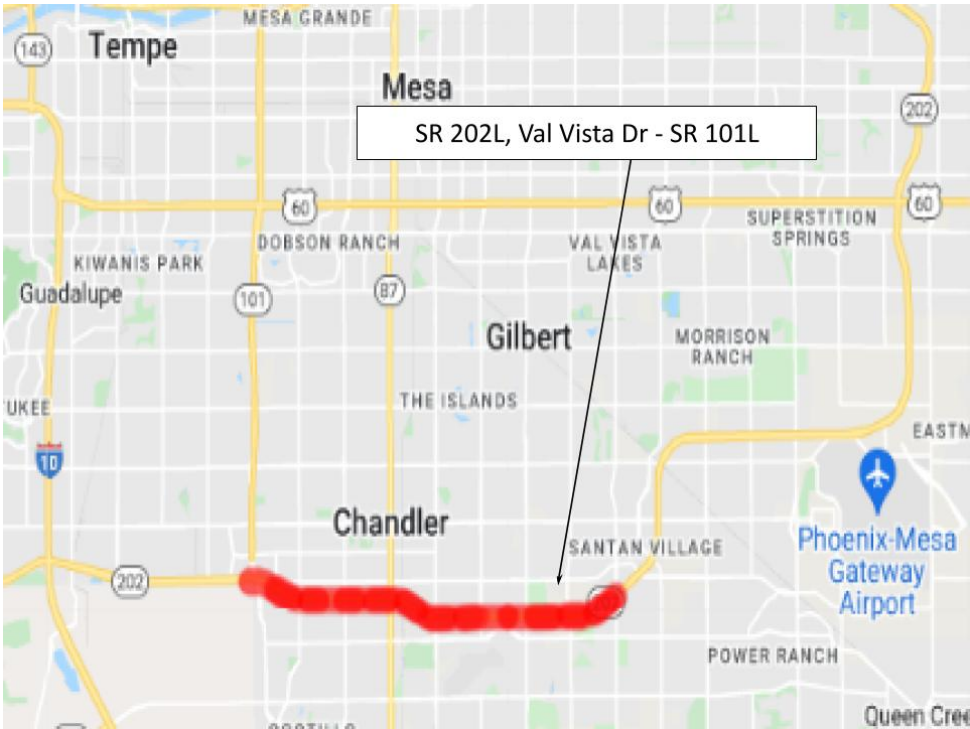 MESA GRANDE
143
Tempe
Mesa
202
SR 202L, Val Vista Dr - SR 101L
60
60
60
SUPERSTITION
SPRINGS
DOBSON RANCH
VAL VISTA
LAKES
KIWANIS PARK
Guadalupe
101
87
Gilbert
MORRISON
RANCH
THE ISLANDS
UKEE
EASTM
10
Chandler
SANTAN VILLAGE
Phoenix-Mesa
Gateway
Airport
202
POWER RANCH
Queen Cree